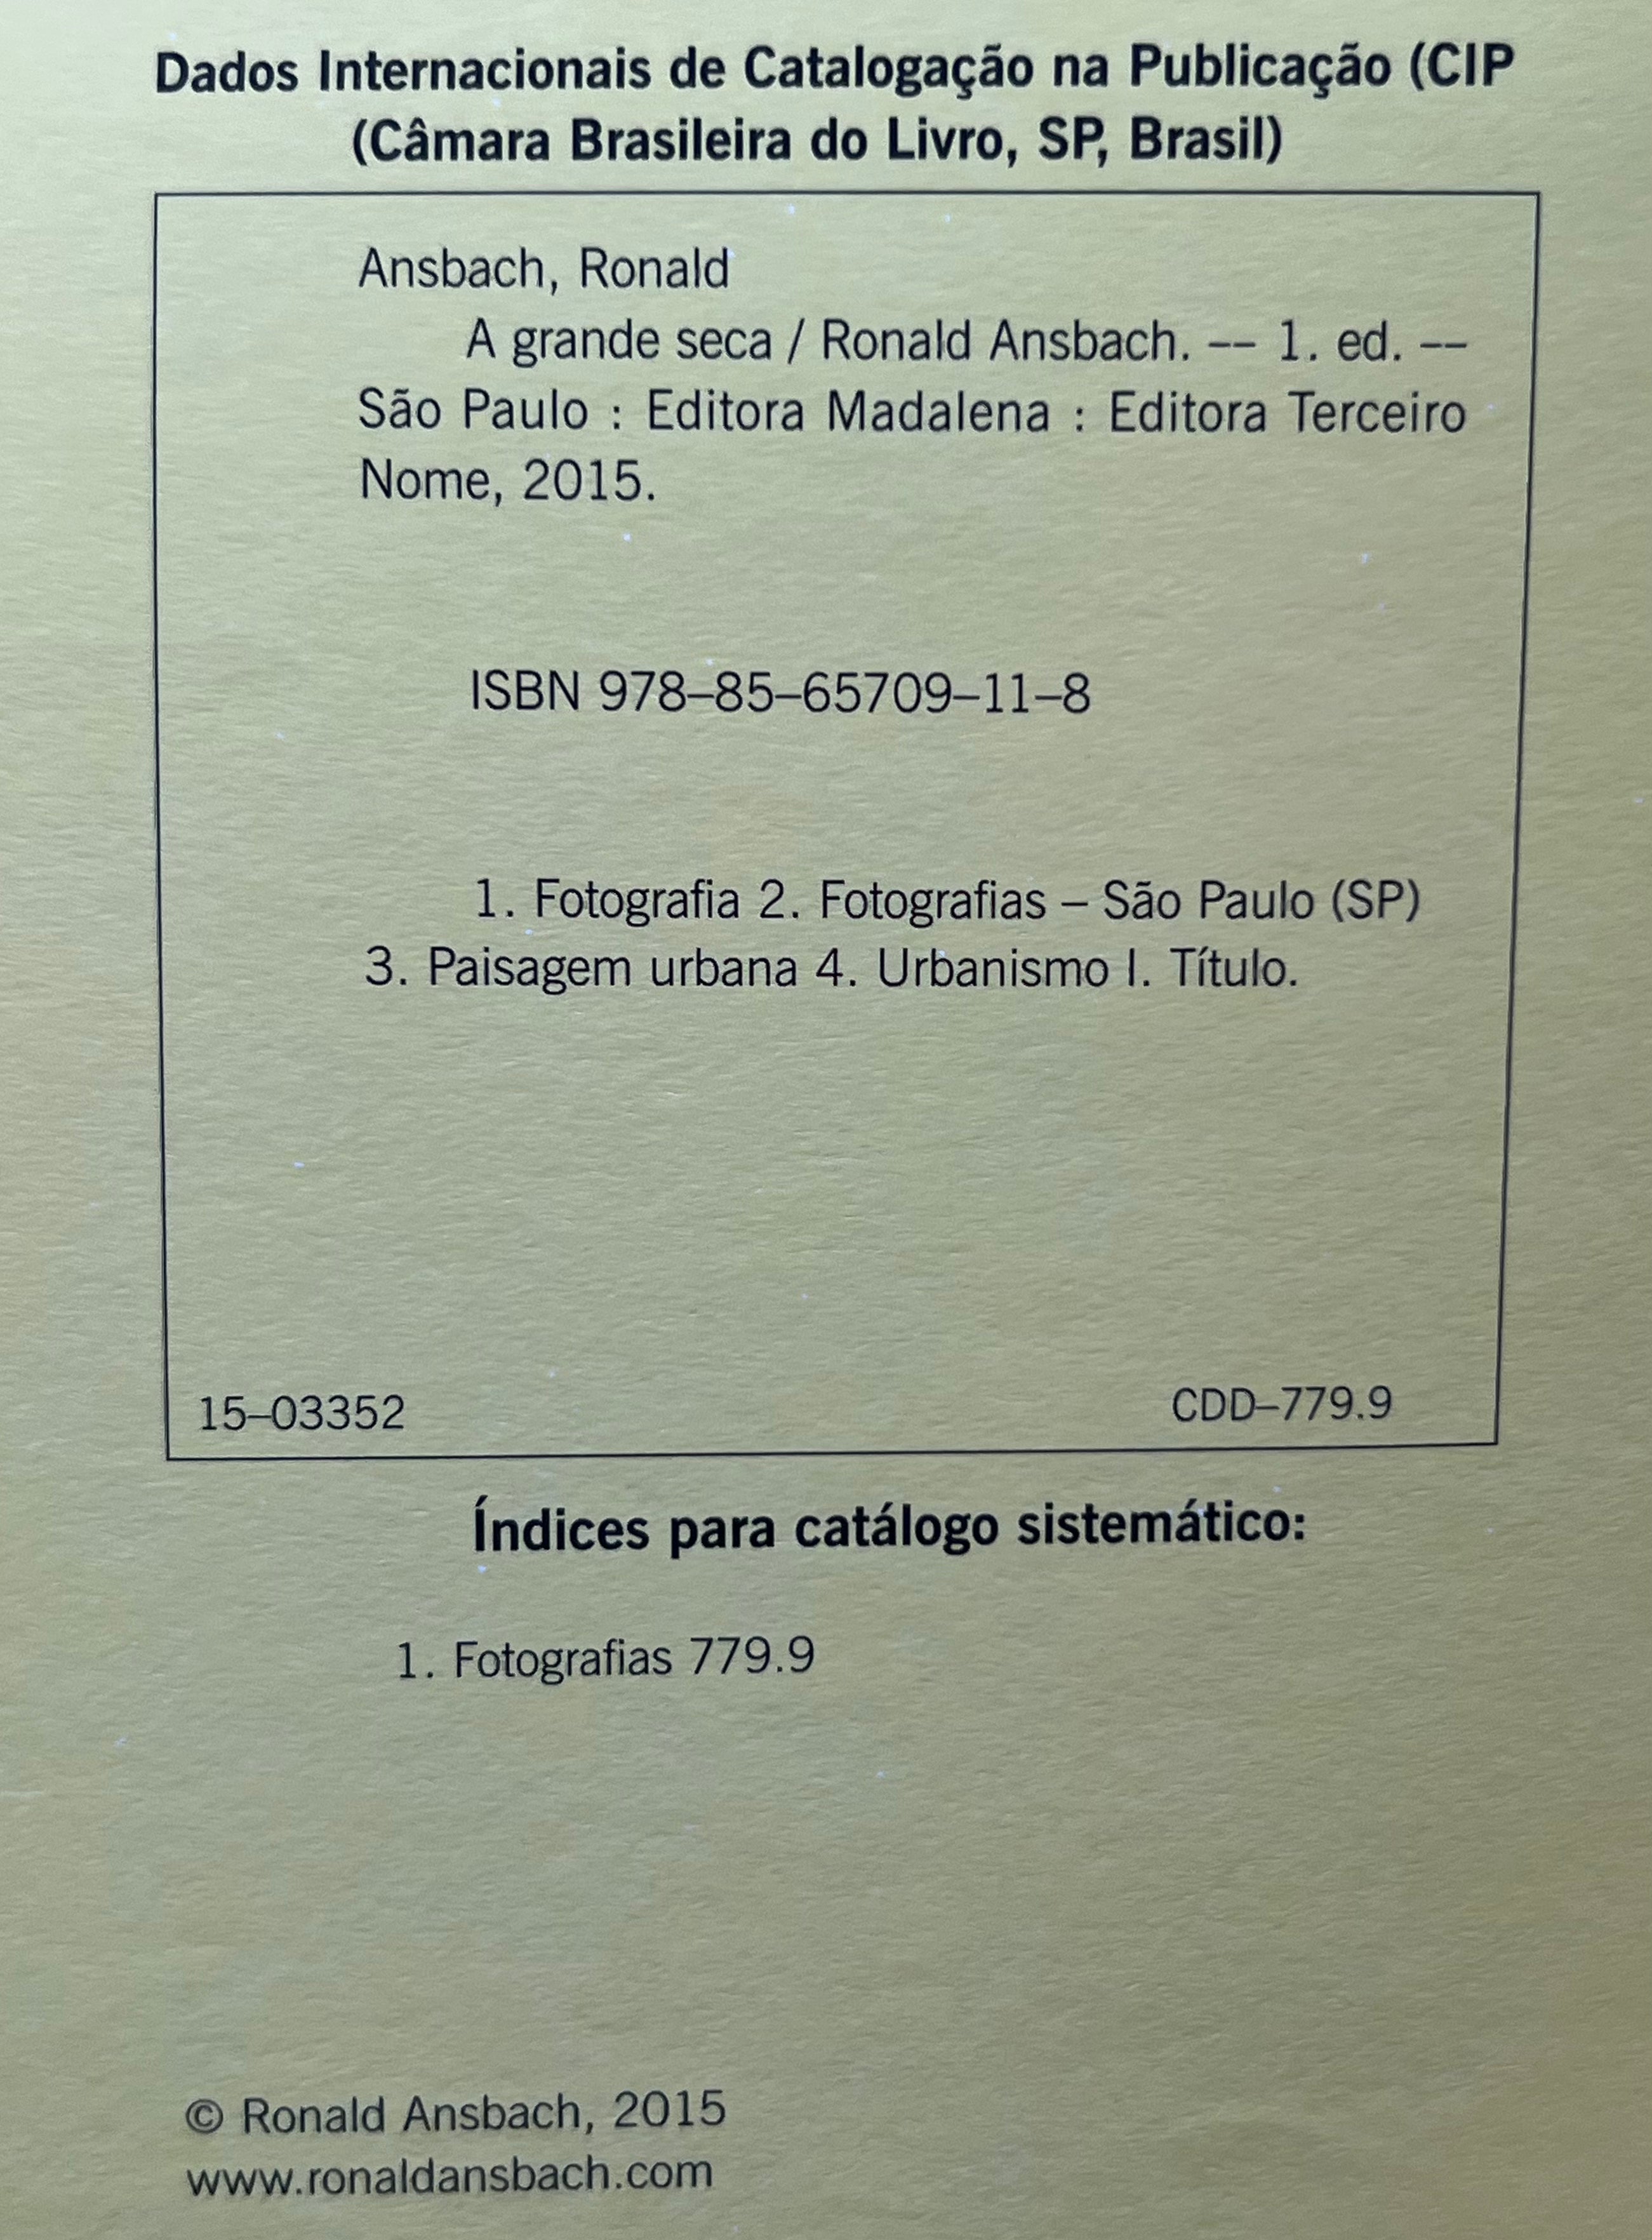 Dados Internacionais de Catalogação na Publicação (CIP
(Câmara Brasileira do Livro, SP, Brasil)
Ansbach, Ronald
A grande seca / Ronald Ansbach. –– 1. ed. ––
São Paulo : Editora Madalena : Editora Terceiro
Nome, 2015.
ISBN 978–85–65709–11–8
1. Fotografia 2. Fotografias – São Paulo (SP)
3. Paisagem urbana 4. Urbanismo I. Título.
15–03352 CDD–779.9
Índices para catálogo sistemático:
1. Fotografias 779.9
© Ronald Ansbach, 2015
www.ronaldansbach.com